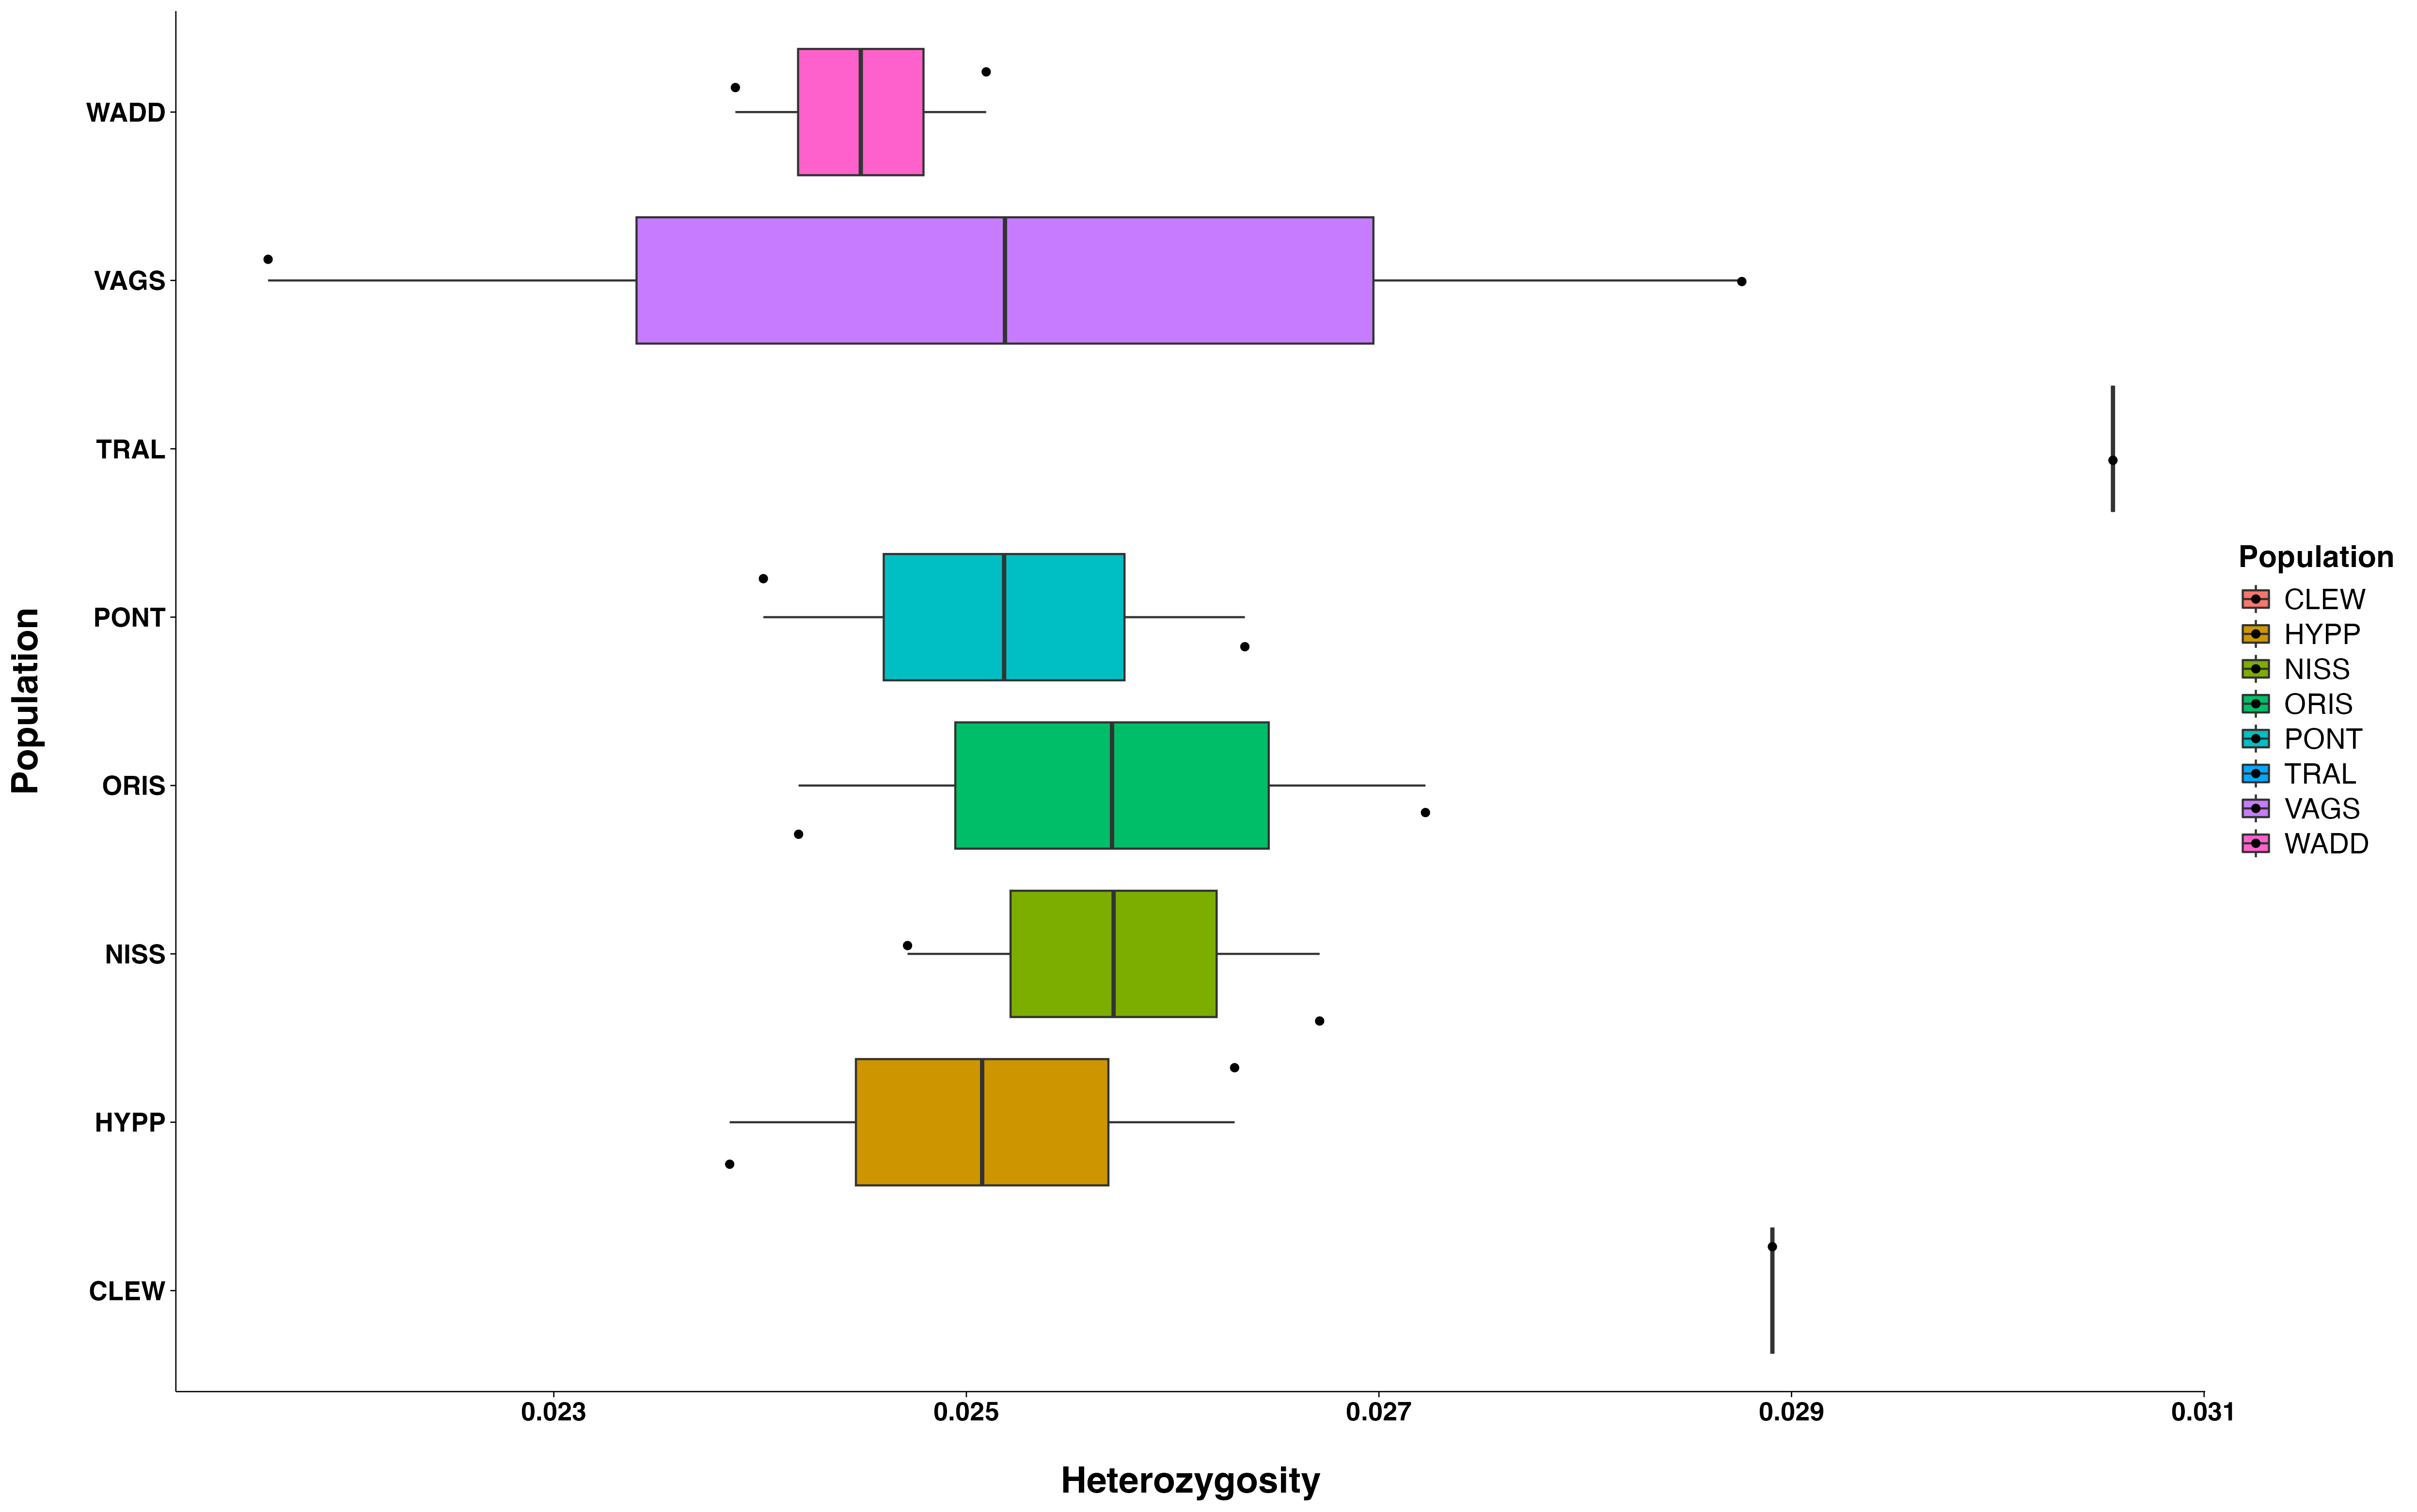 WADD
VAGS
TRAL
PONT
ORIS
NISS
HYPP
CLEW
Population
0.023 0.025 0.027 0.029 0.031
Heterozygosity
Population
CLEW
HYPP
NISS
ORIS
PONT
TRAL
VAGS
WADD